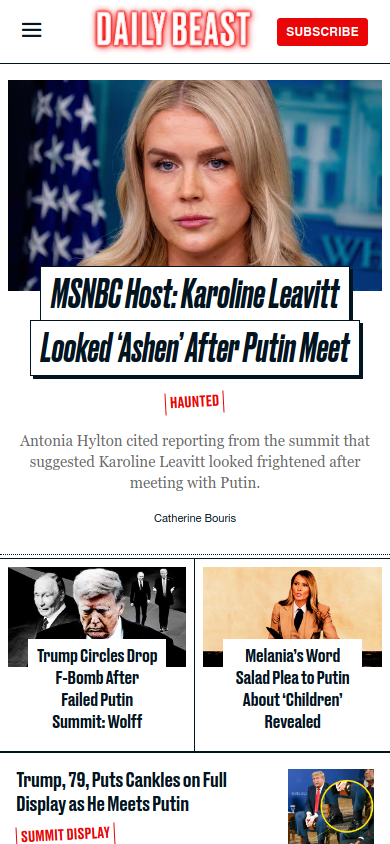 DAILY BEAST
SUBSCRIBE
WH
MSNBC Host: Karoline Leavitt
Looked ‘Ashen’ After Putin Meet
HAUNTED
Antonia Hylton cited reporting from the summit that
suggested Karoline Leavitt looked frightened after
meeting with Putin.
Catherine Bouris
Trump Circles Drop
F-Bomb After
Failed Putin
Summit: Wolff
Melania’s Word
Salad Plea to Putin
About ‘Children’
Revealed
Trump, 79, Puts Cankles on Full
Display as He Meets Putin
SUMMIT DISPLAY